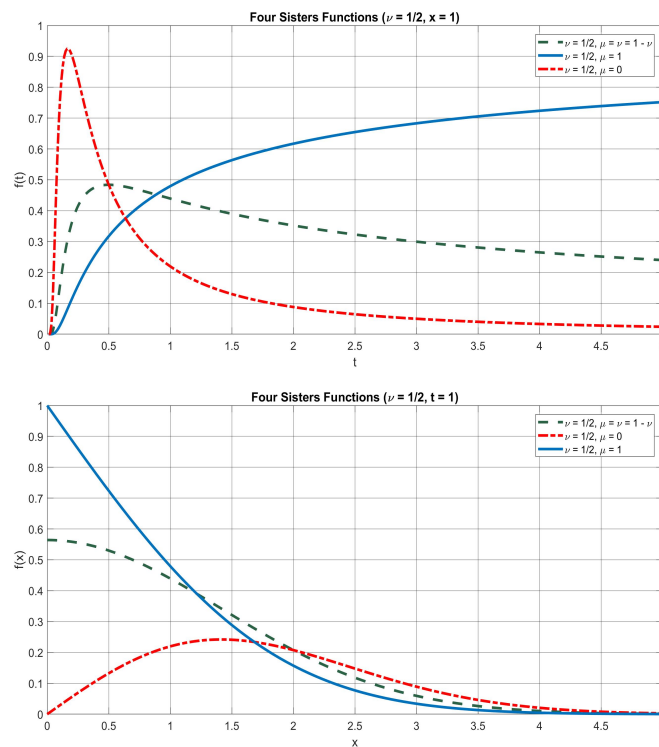 Four Sisters Functions (ν = 1/2, x = 1)
1
0.9
0.8
0.7
0.6
0.5
0.4
0.3
0.2
0.1
0
f(t)
ν = 1/2, μ = ν = 1 - ν
ν = 1/2, μ = 1
ν = 1/2, μ = 0
0 0.5 1 1.5 2 2.5 3 3.5 4 4.5
t
Four Sisters Functions (ν = 1/2, t = 1)
1
0.9
0.8
0.7
0.6
0.5
0.4
0.3
0.2
0.1
0
f(x)
ν = 1/2, μ = ν = 1 - ν
ν = 1/2, μ = 0
ν = 1/2, μ = 1
0 0.5 1 1.5 2 2.5 3 3.5 4 4.5
x